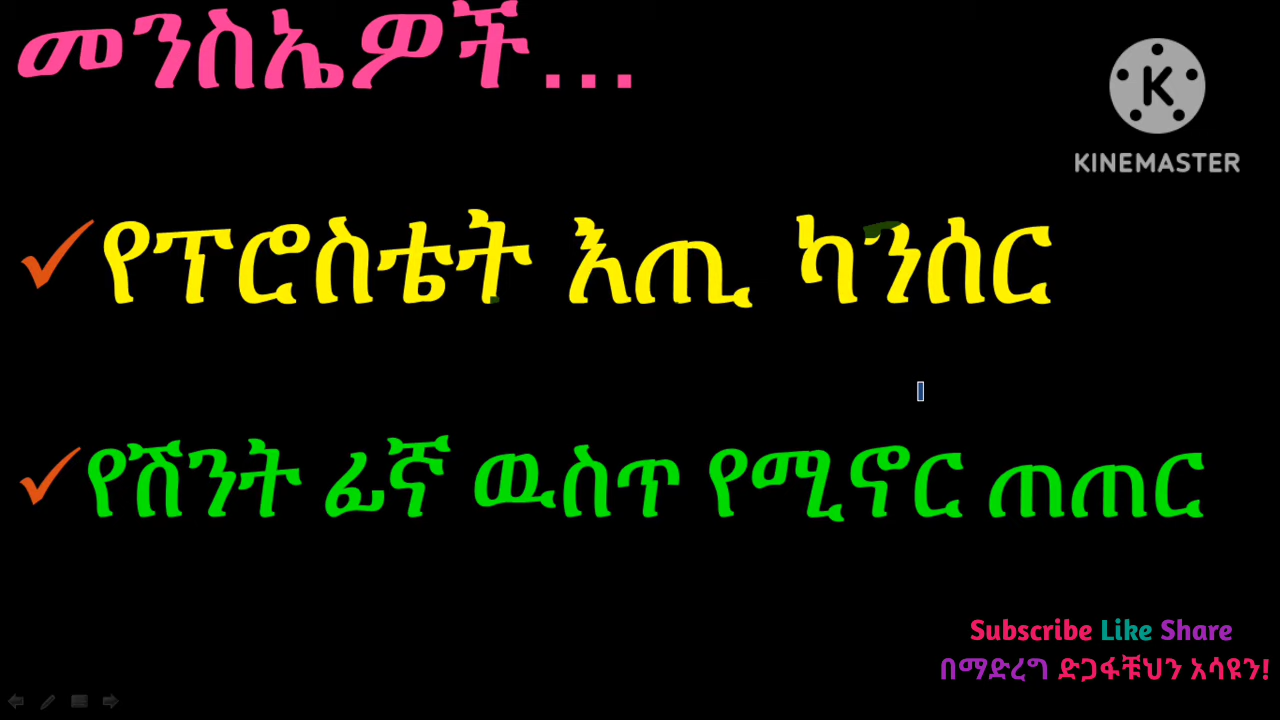 መንስኤዎች...
K
KINEMASTER
የፕሮስቴት እጢ ካንሰር
የሽንት ፊኛ ዉስጥ የሚኖር ጠጠር
Subscribe Like Share
በማድረግ ድጋፋቹህን አሳዩን!